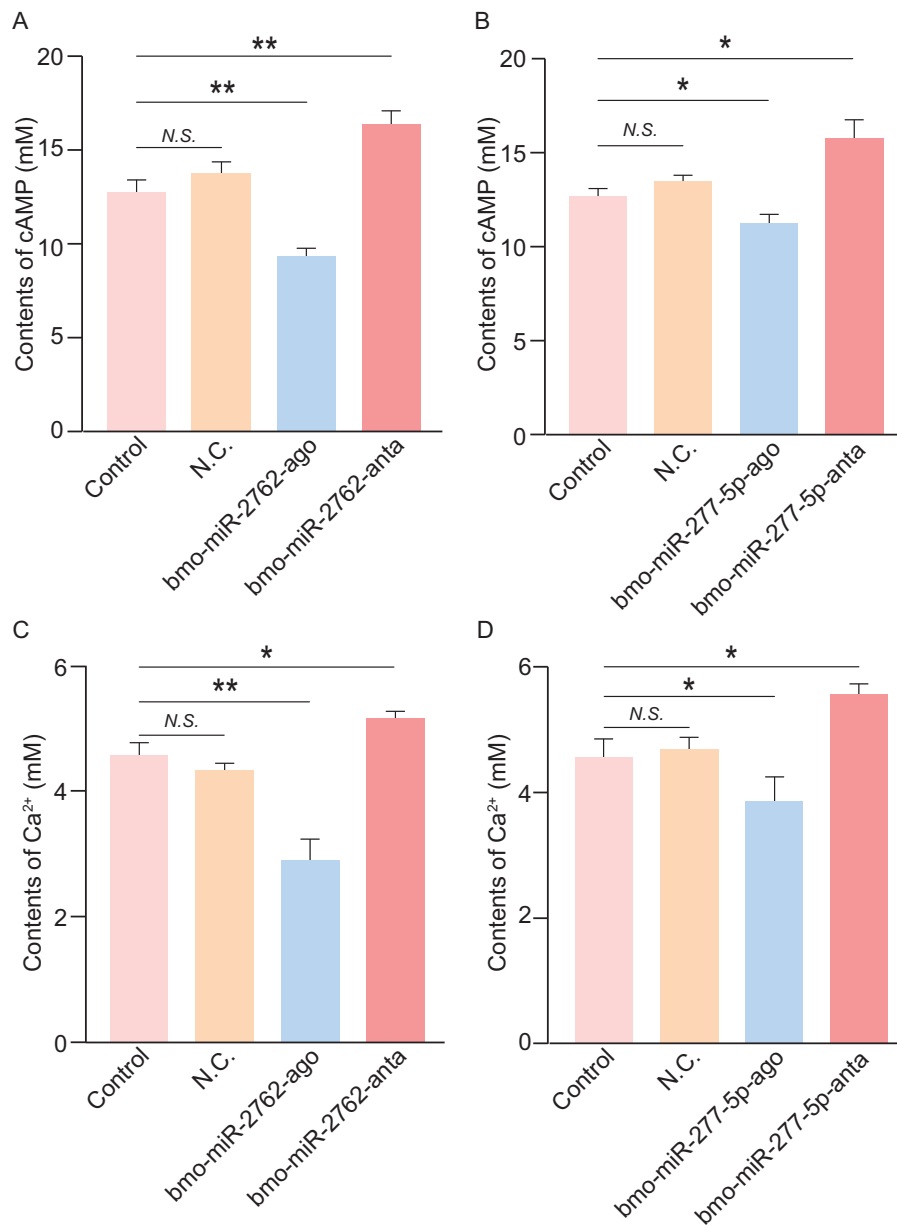 A
Contents of cAMP (mM)
20
15
10
5
0
**
**
N.S.
Control
N.C.
bmo-miR-2762-ago
bmo-miR-2762-anta
B
Contents of cAMP (mM)
20
15
10
5
0
*
*
N.S.
Control
N.C.
bmo-miR-277-5p-ago
bmo-miR-277-5p-anta
C
Contents of Ca²⁺ (mM)
6
4
2
0
*
**
N.S.
Control
N.C.
bmo-miR-2762-ago
bmo-miR-2762-anta
D
Contents of Ca²⁺ (mM)
6
4
2
0
*
*
N.S.
Control
N.C.
bmo-miR-277-5p-ago
bmo-miR-277-5p-anta